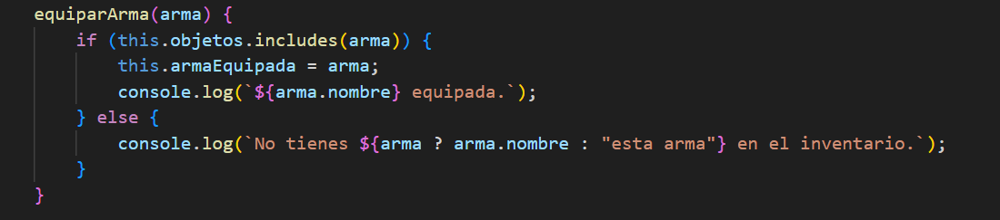 equiparArma(arma) {
if (this.objetos.includes(arma)) {
this.armaEquipada = arma;
console.log(`${arma.nombre} equipada.`);
} else {
console.log(`No tienes ${arma ? arma.nombre : "esta arma"} en el inventario.`);
}
}